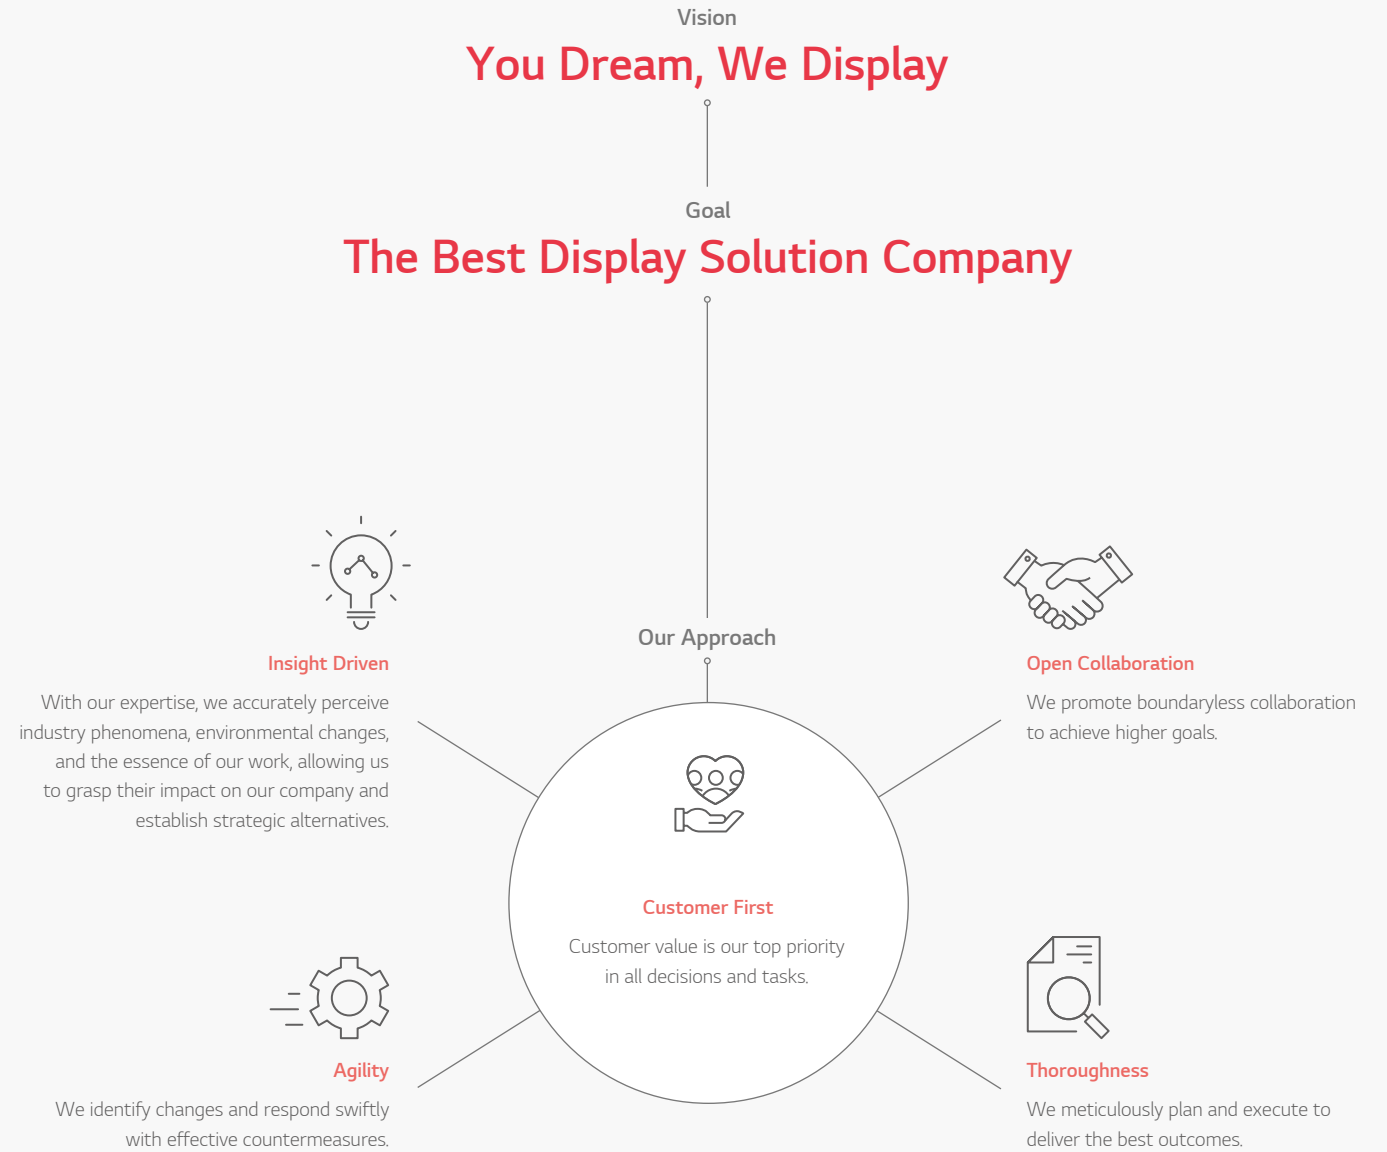 Vision
You Dream, We Display
Goal
The Best Display Solution Company
Our Approach
Insight Driven
With our expertise, we accurately perceive
industry phenomena, environmental changes,
and the essence of our work, allowing us
to grasp their impact on our company and
establish strategic alternatives.
Open Collaboration
We promote boundaryless collaboration
to achieve higher goals.
Customer First
Customer value is our top priority
in all decisions and tasks.
Agility
We identify changes and respond swiftly
with effective countermeasures.
Thoroughness
We meticulously plan and execute to
deliver the best outcomes.